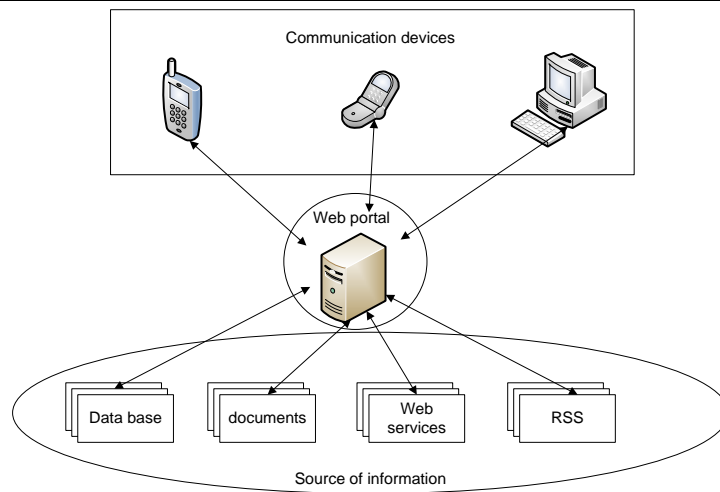 Communication devices
Web portal
Data base
documents
Web
services
RSS
Source of information